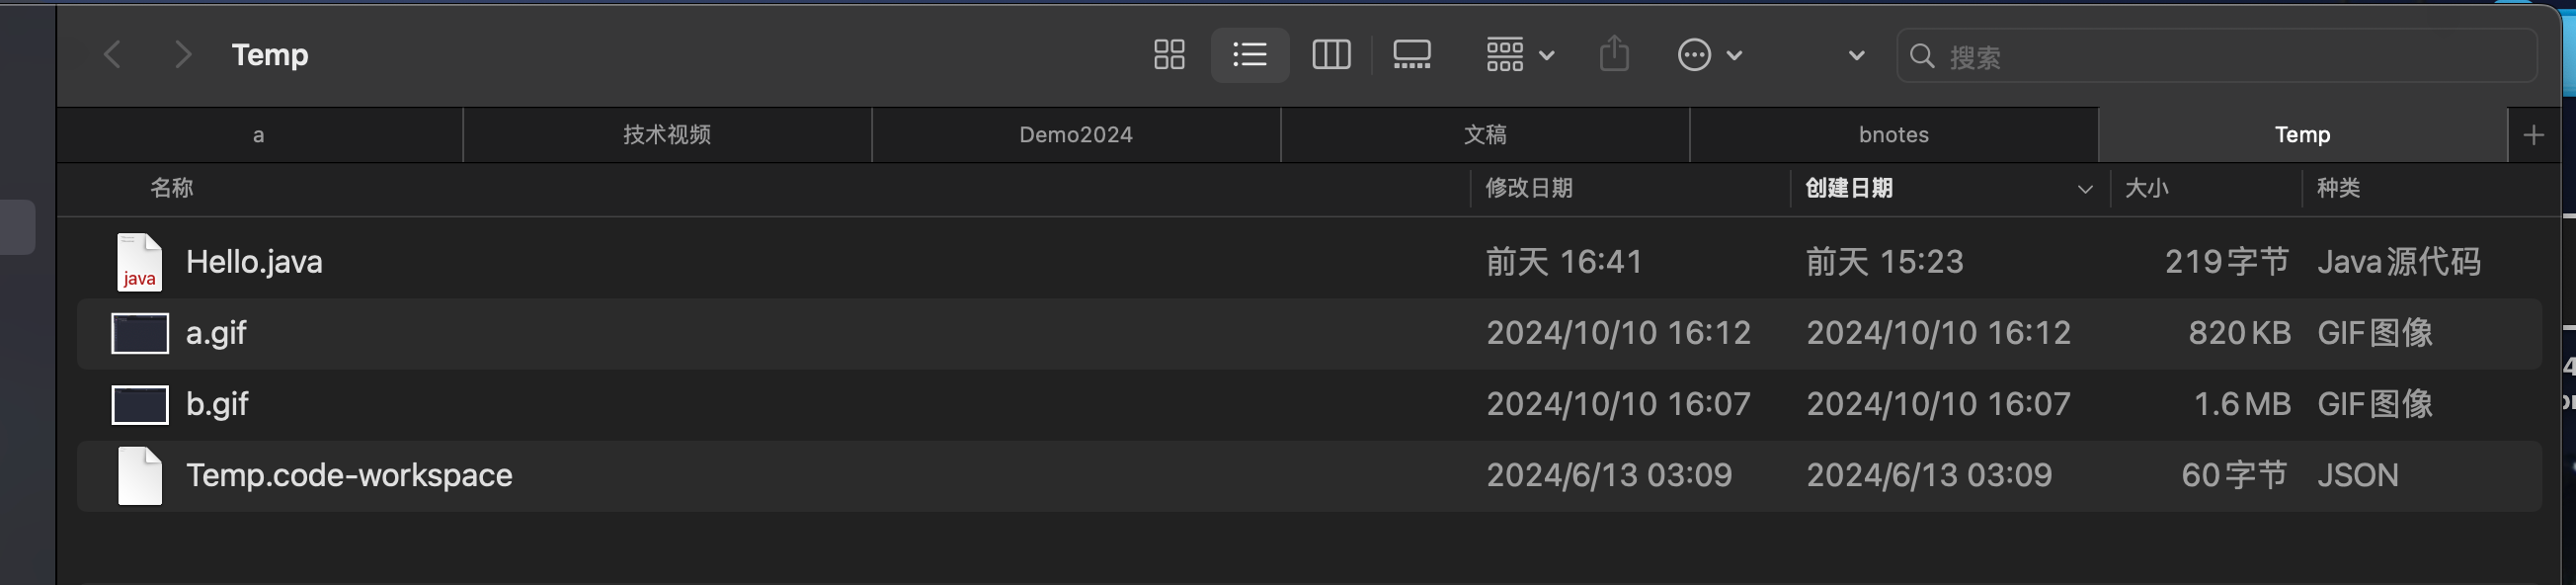 Temp
搜索
a 技术视频 Demo2024 文稿 bnotes Temp
名称 修改日期 创建日期 大小 种类
Hello.java 前天 16:41 前天 15:23 219字节 Java源代码
a.gif 2024/10/10 16:12 2024/10/10 16:12 820 KB GIF图像
b.gif 2024/10/10 16:07 2024/10/10 16:07 1.6 MB GIF图像
Temp.code-workspace 2024/6/13 03:09 2024/6/13 03:09 60字节 JSON
java